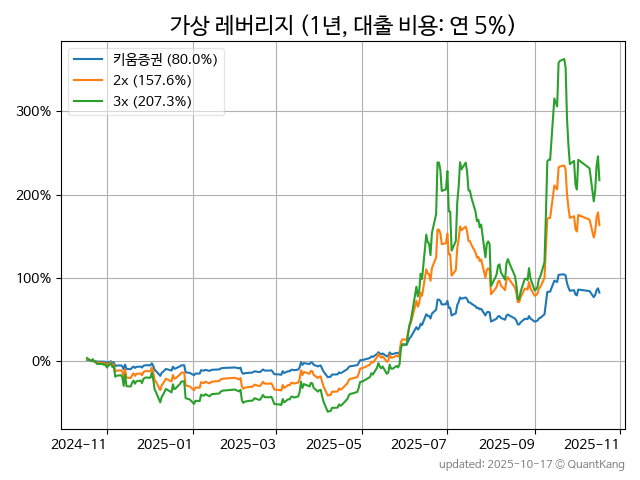 가상 레버리지 (1년, 대출 비용: 연 5%)
키움증권 (80.0%)
2x (157.6%)
3x (207.3%)
300%
200%
100%
0%
2024-11
2025-01
2025-03
2025-05
2025-07
2025-09
2025-11
updated: 2025-10-17 © QuantKang